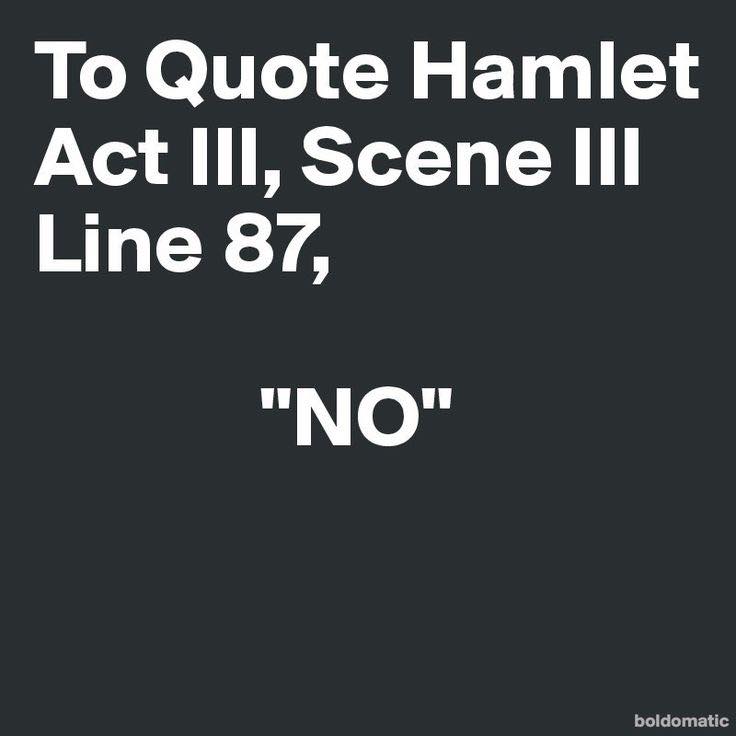 To Quote Hamlet
Act III, Scene III
Line 87,
"NO"
boldomatic